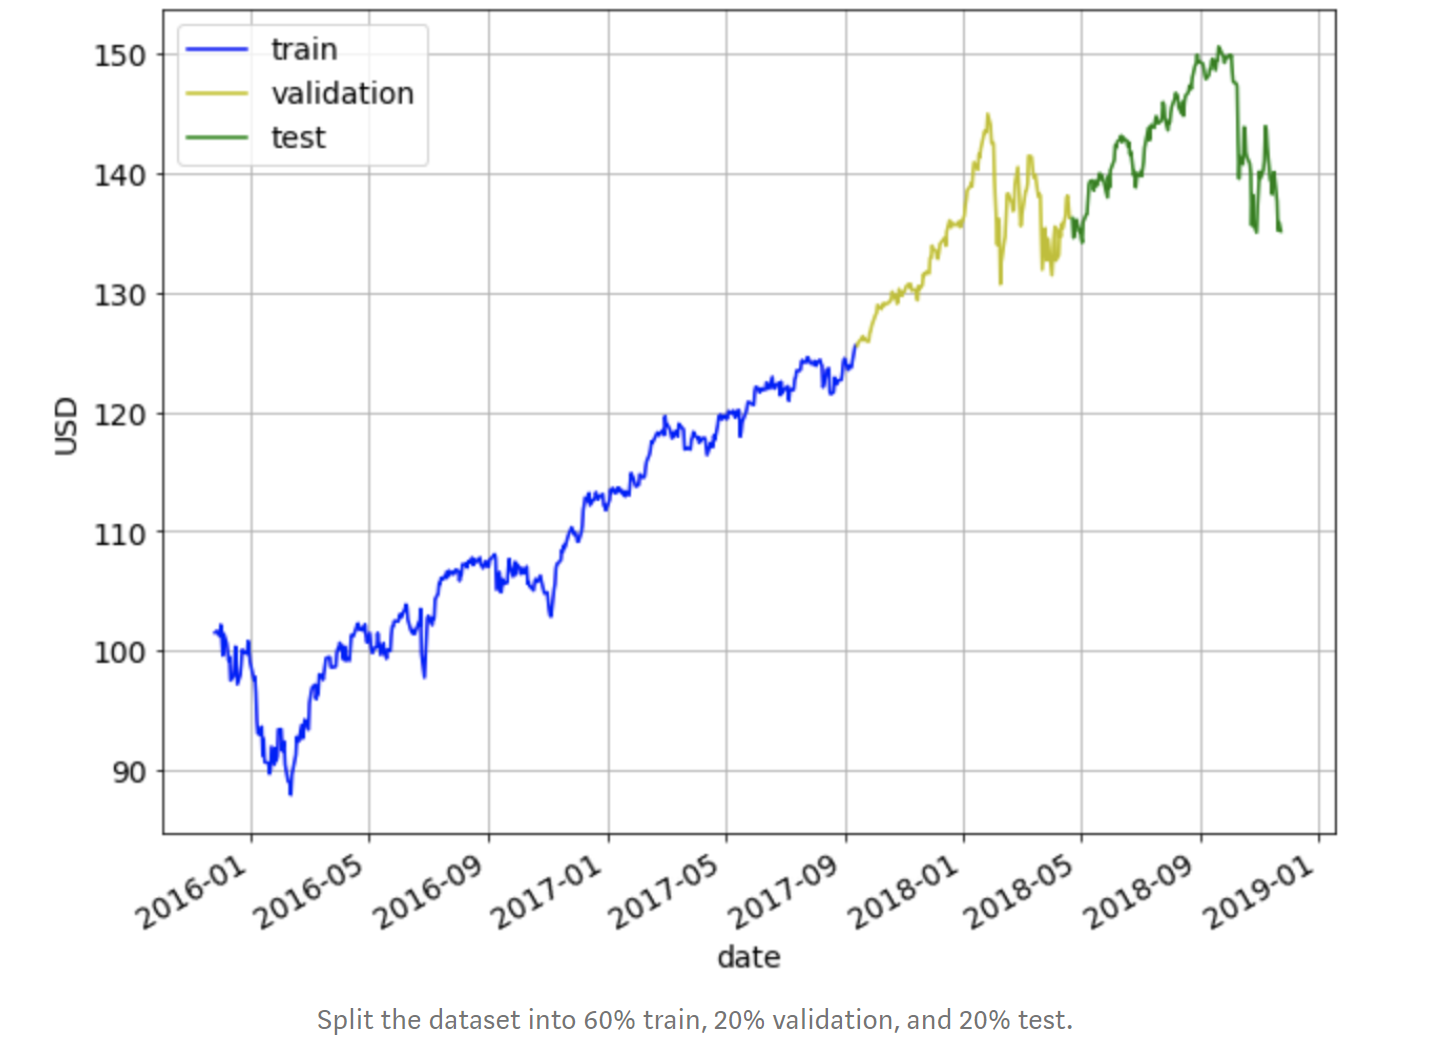 train
validation
test
150
140
130
120
110
100
90
USD
2016-01
2016-05
2016-09
2017-01
2017-05
2017-09
2018-01
2018-05
2018-09
2019-01
date
Split the dataset into 60% train, 20% validation, and 20% test.